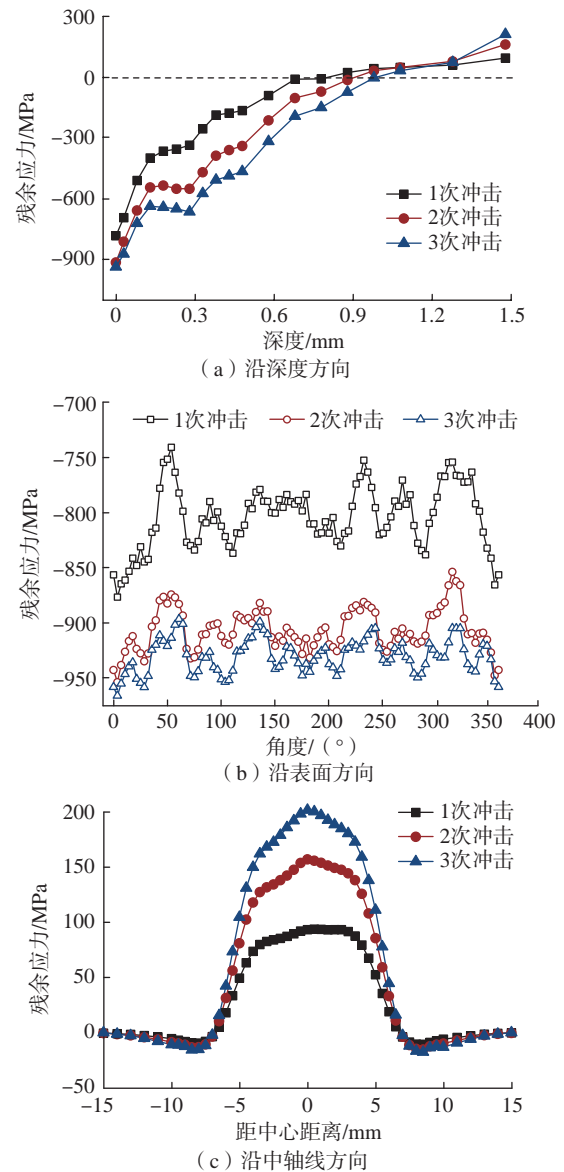 300
0
-300
-600
-900
残余应力/MPa
1次冲击
2次冲击
3次冲击
0 0.3 0.6 0.9 1.2 1.5
深度/mm
（a）沿深度方向
-700
-750
-800
-850
-900
-950
残余应力/MPa
1次冲击 2次冲击 3次冲击
0 50 100 150 200 250 300 350 400
角度/（°）
（b）沿表面方向
200
150
100
50
0
-50
残余应力/MPa
1次冲击
2次冲击
3次冲击
-15 -10 -5 0 5 10 15
距中心距离/mm
（c）沿中轴线方向